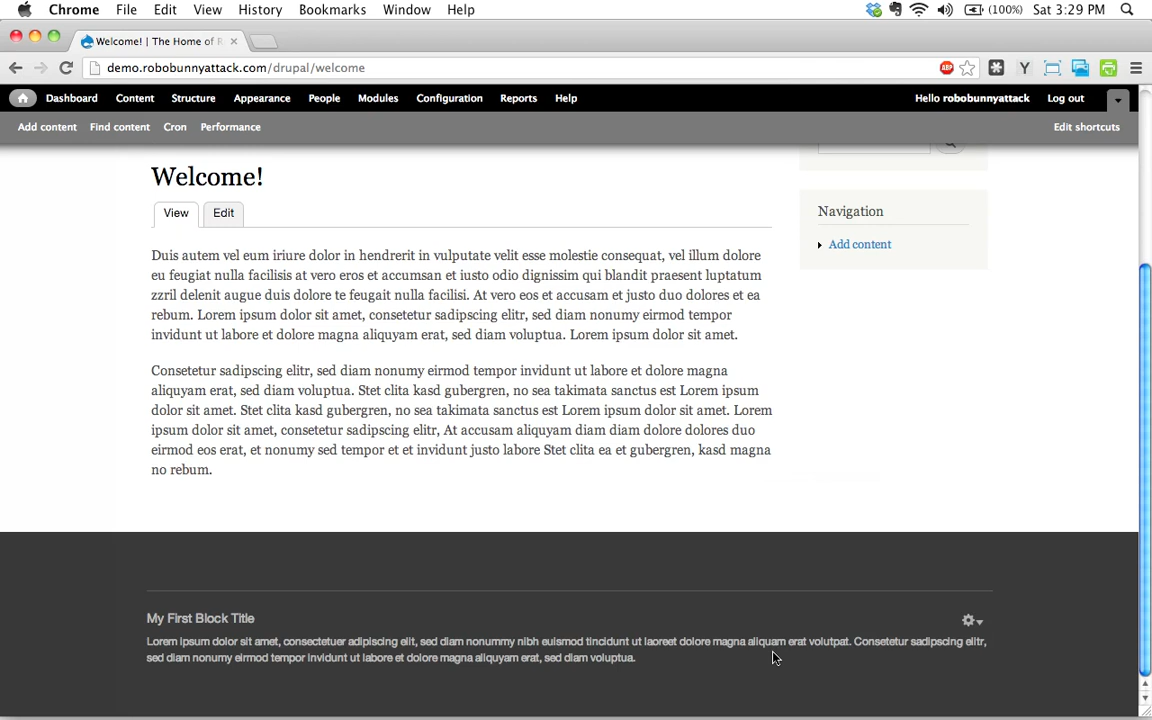 Chrome File Edit View History Bookmarks Window Help (100%) Sat 3:29 PM
Welcome! | The Home of R
demo.robobunnyattack.com/drupal/welcome ABP Y
Dashboard Content Structure Appearance People Modules Configuration Reports Help Hello robobunnyattack Log out
Add content Find content Cron Performance Edit shortcuts
Welcome!
View Edit
Duis autem vel eum iriure dolor in hendrerit in vulputate velit esse molestie consequat, vel illum dolore
eu feugiat nulla facilisis at vero eros et accumsan et iusto odio dignissim qui blandit praesent luptatum
zzril delenit augue duis dolore te feugait nulla facilisi. At vero eos et accusam et justo duo dolores et ea
rebum. Lorem ipsum dolor sit amet, consetetur sadipscing elitr, sed diam nonumy eirmod tempor
invidunt ut labore et dolore magna aliquyam erat, sed diam voluptua. Lorem ipsum dolor sit amet.
Consetetur sadipscing elitr, sed diam nonumy eirmod tempor invidunt ut labore et dolore magna
aliquyam erat, sed diam voluptua. Stet clita kasd gubergren, no sea takimata sanctus est Lorem ipsum
dolor sit amet. Stet clita kasd gubergren, no sea takimata sanctus est Lorem ipsum dolor sit amet. Lorem
ipsum dolor sit amet, consetetur sadipscing elitr, At accusam aliquyam diam diam dolore dolores duo
eirmod eos erat, et nonumy sed tempor et et invidunt justo labore Stet clita ea et gubergren, kasd magna
no rebum.
Navigation
Add content
My First Block Title
Lorem ipsum dolor sit amet, consectetuer adipiscing elit, sed diam nonummy nibh euismod tincidunt ut laoreet dolore magna aliquam erat volutpat. Consetetur sadipscing elitr,
sed diam nonumy eirmod tempor invidunt ut labore et dolore magna aliquyam erat, sed diam voluptua.